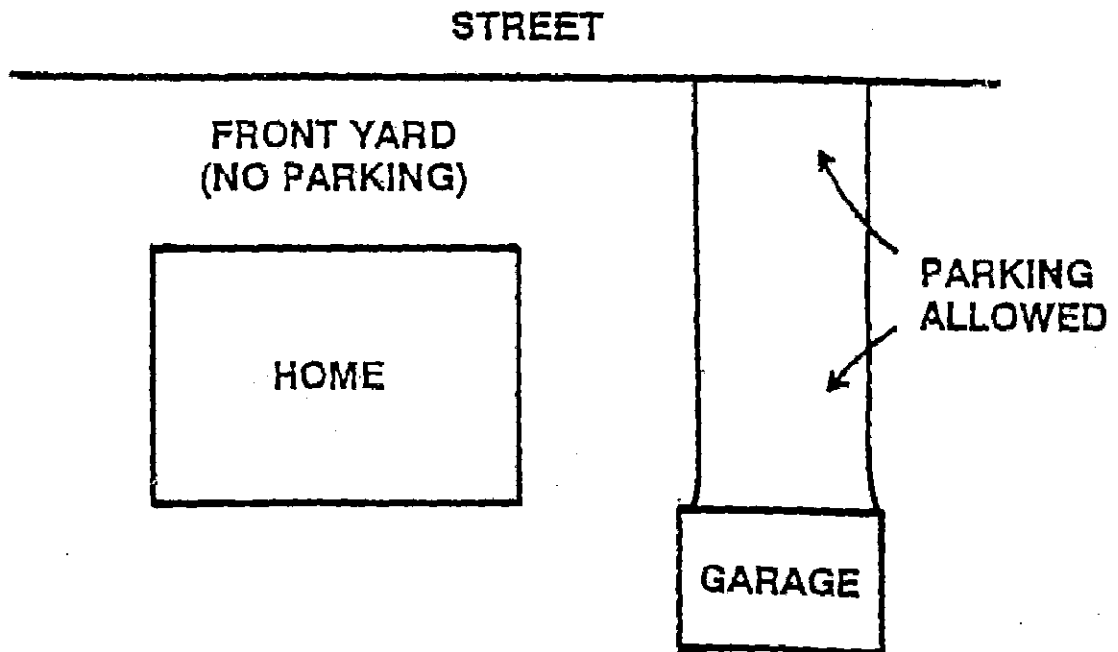 STREET
FRONT YARD
(NO PARKING)
PARKING
ALLOWED
HOME
GARAGE